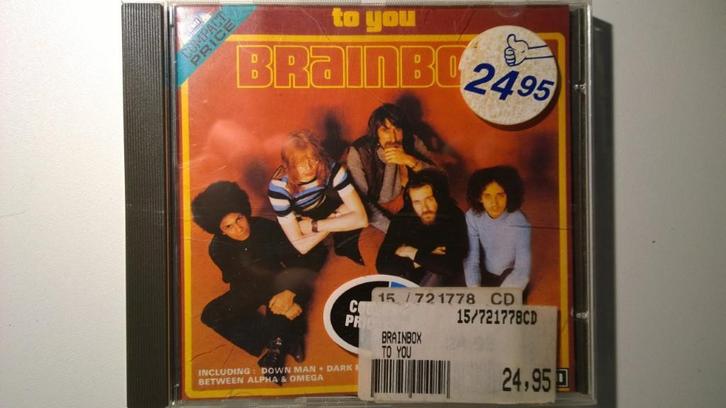 to you
COMPACT
PRICE
BRAINBO
24 95
15 / 721778 CD
15/721778CD
BRAINBOX
TO YOU
24,95
INCLUDING : DOWN MAN • DARK
BETWEEN ALPHA & OMEGA